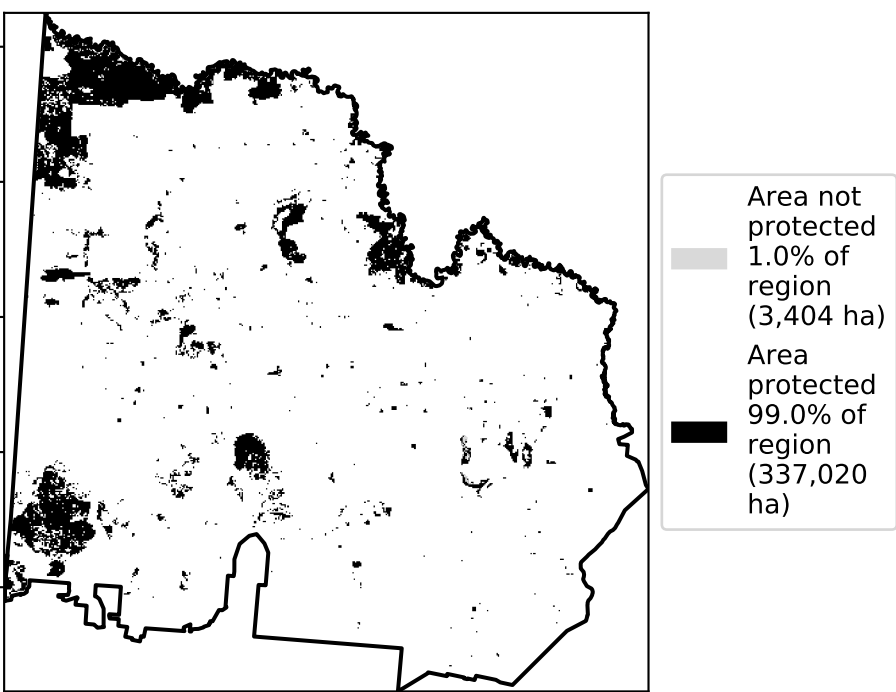 Area not
protected
1.0% of
region
(3,404 ha)
Area
protected
99.0% of
region
(337,020
ha)